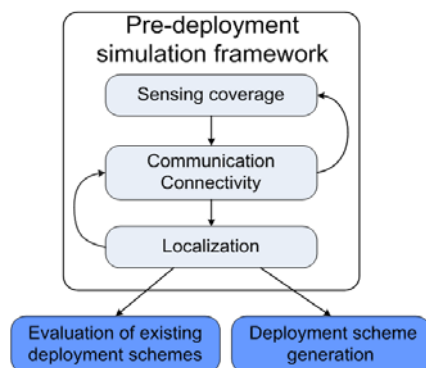 Pre-deployment
simulation framework
Sensing coverage
Communication
Connectivity
Localization
Evaluation of existing
deployment schemes
Deployment scheme
generation